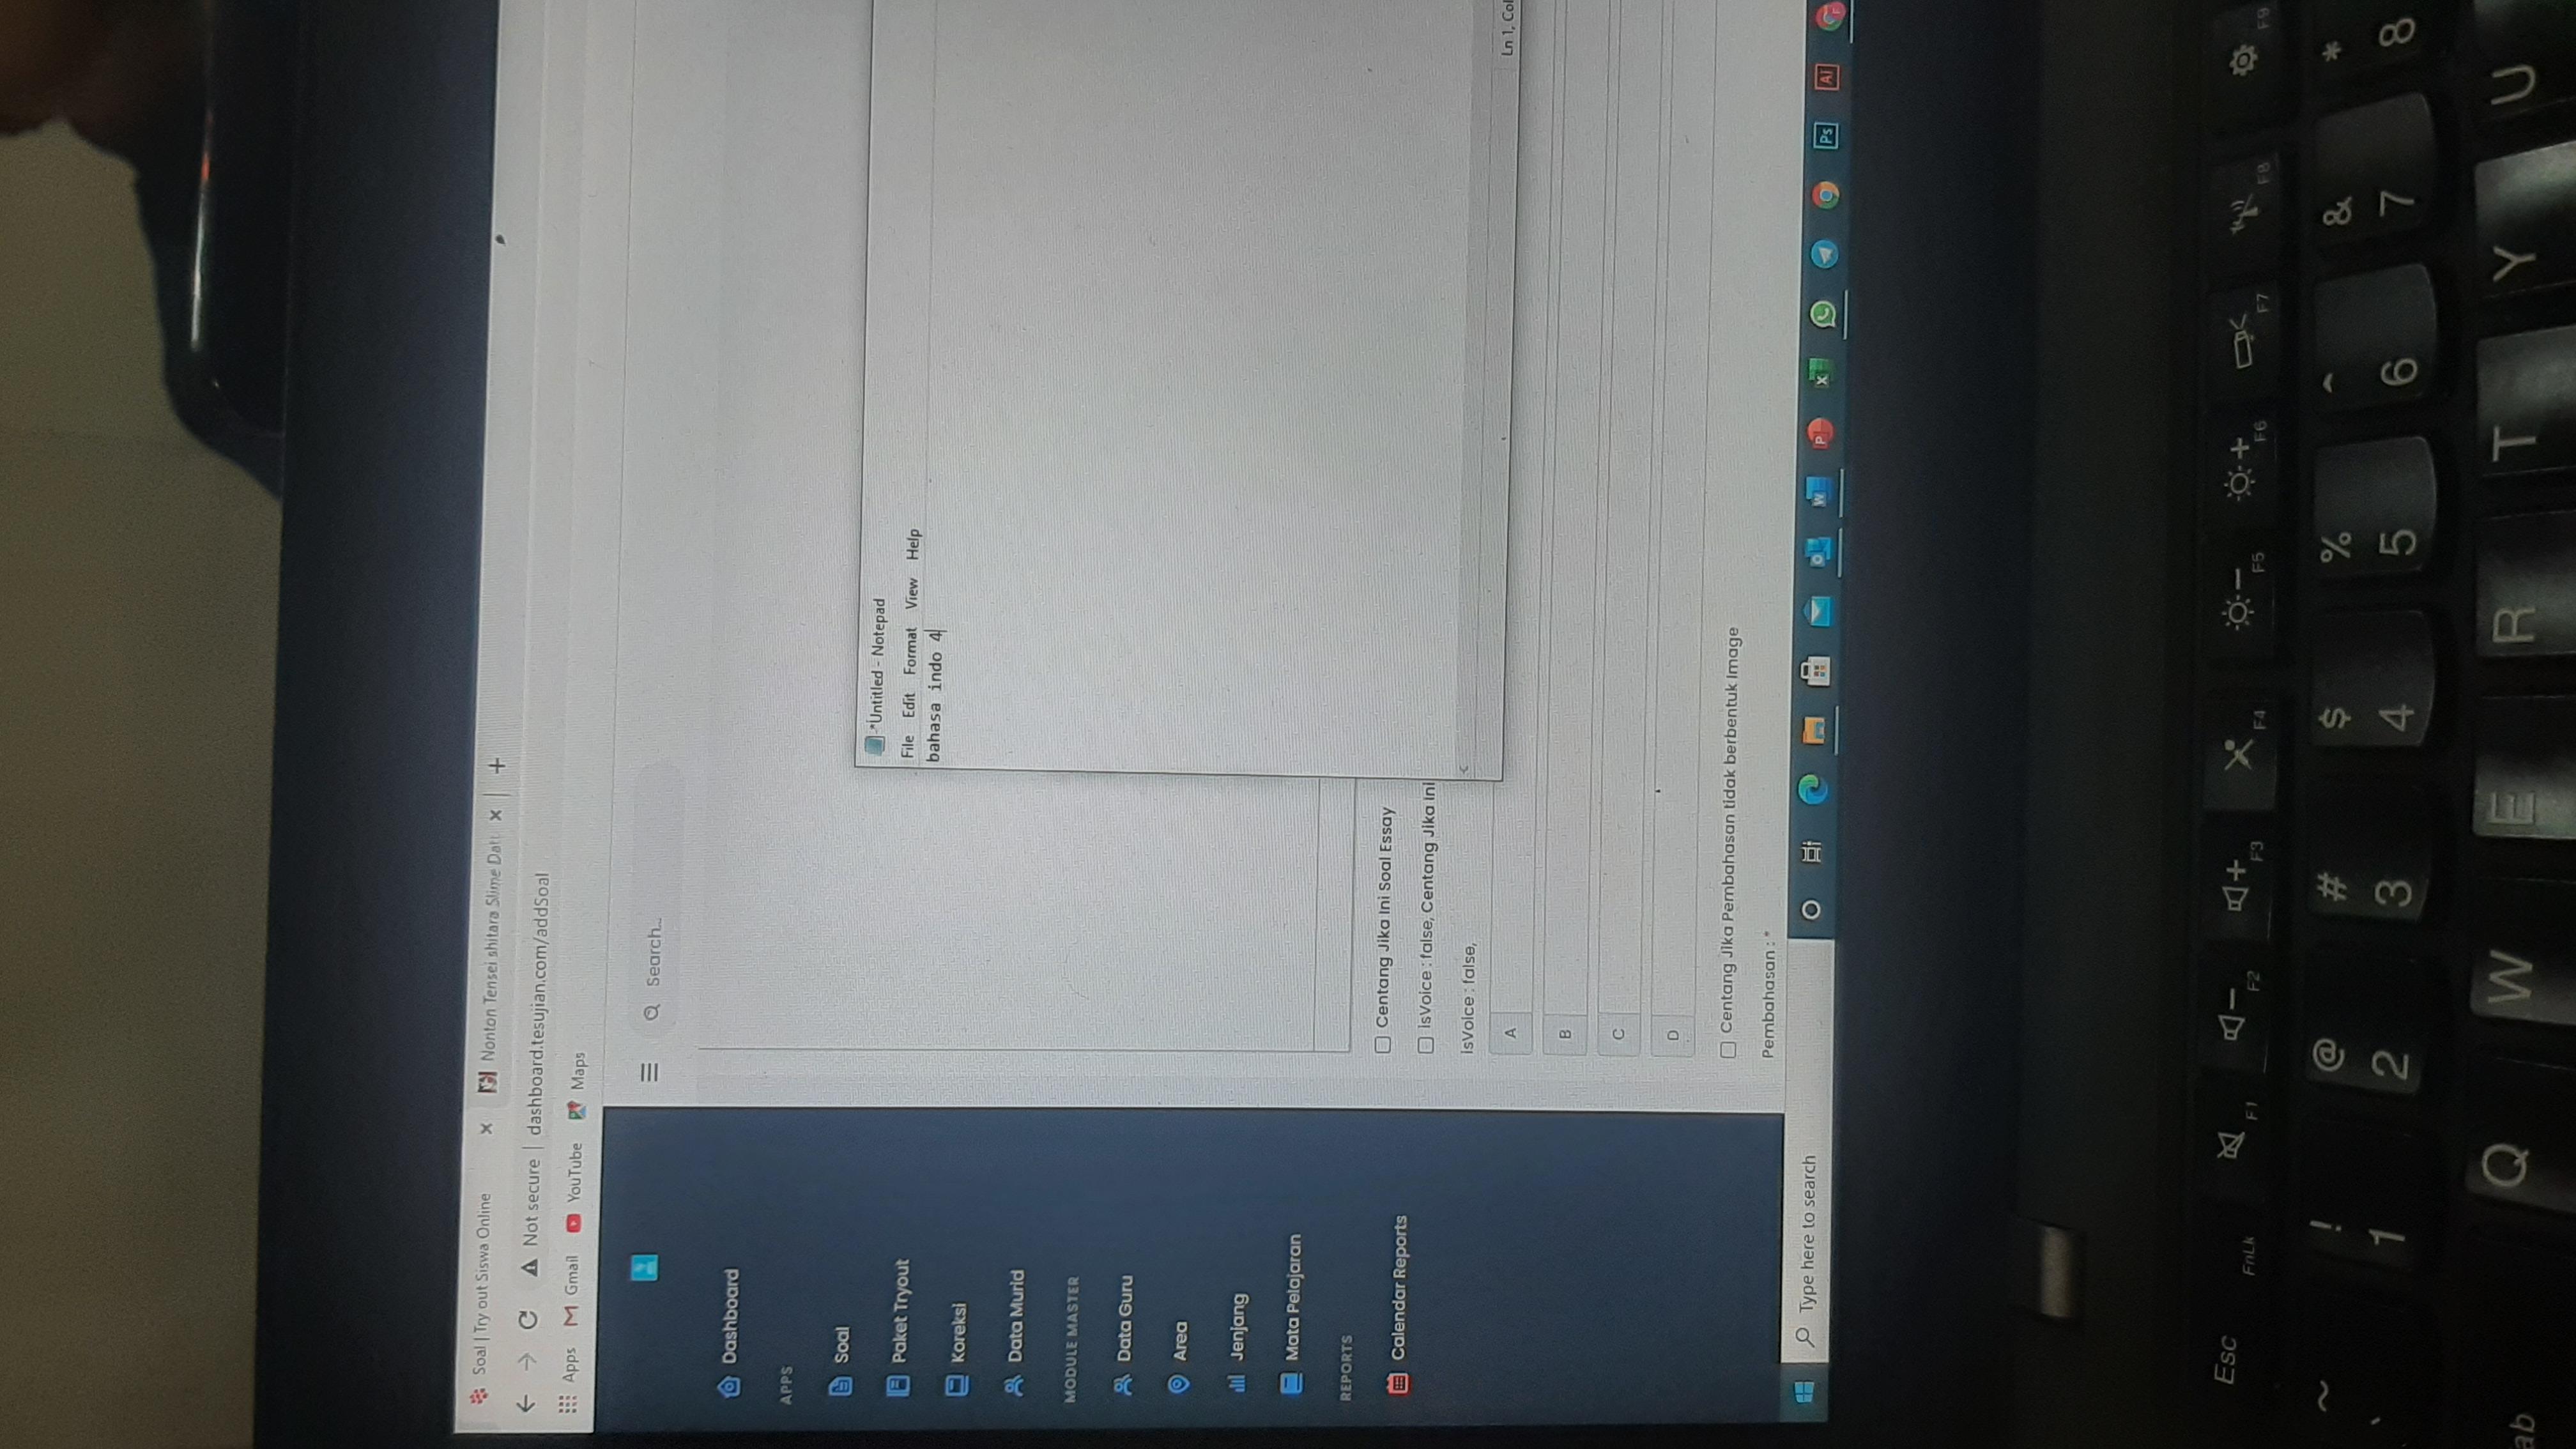 Soal | Try out Siswa Online
Nonton Tensei shitara Slime Datt
Not secure | dashboard.tesujian.com/addSoal
Apps Gmail YouTube Maps
Search...
Dashboard
APPS
Soal
Paket Tryout
Koreksi
Data Murid
MODULE MASTER
Data Guru
Area
Jenjang
Mata Pelajaran
REPORTS
Calendar Reports
*Untitled - Notepad
File Edit Format View Help
bahasa indo 4
Ln 1, Col
Centang Jika Ini Soal Essay
isVoice : false, Centang Jika Ini
isVoice : false,
A
B
C
D
Centang Jika Pembahasan tidak berbentuk Image
Pembahasan : *
Type here to search
Esc FnLk F1 F2 F3 F4 F5 F6 F7 F8 F9
~ ! @ # $ % ^ & *
` 1 2 3 4 5 6 7 8
ab Q W E R T Y U